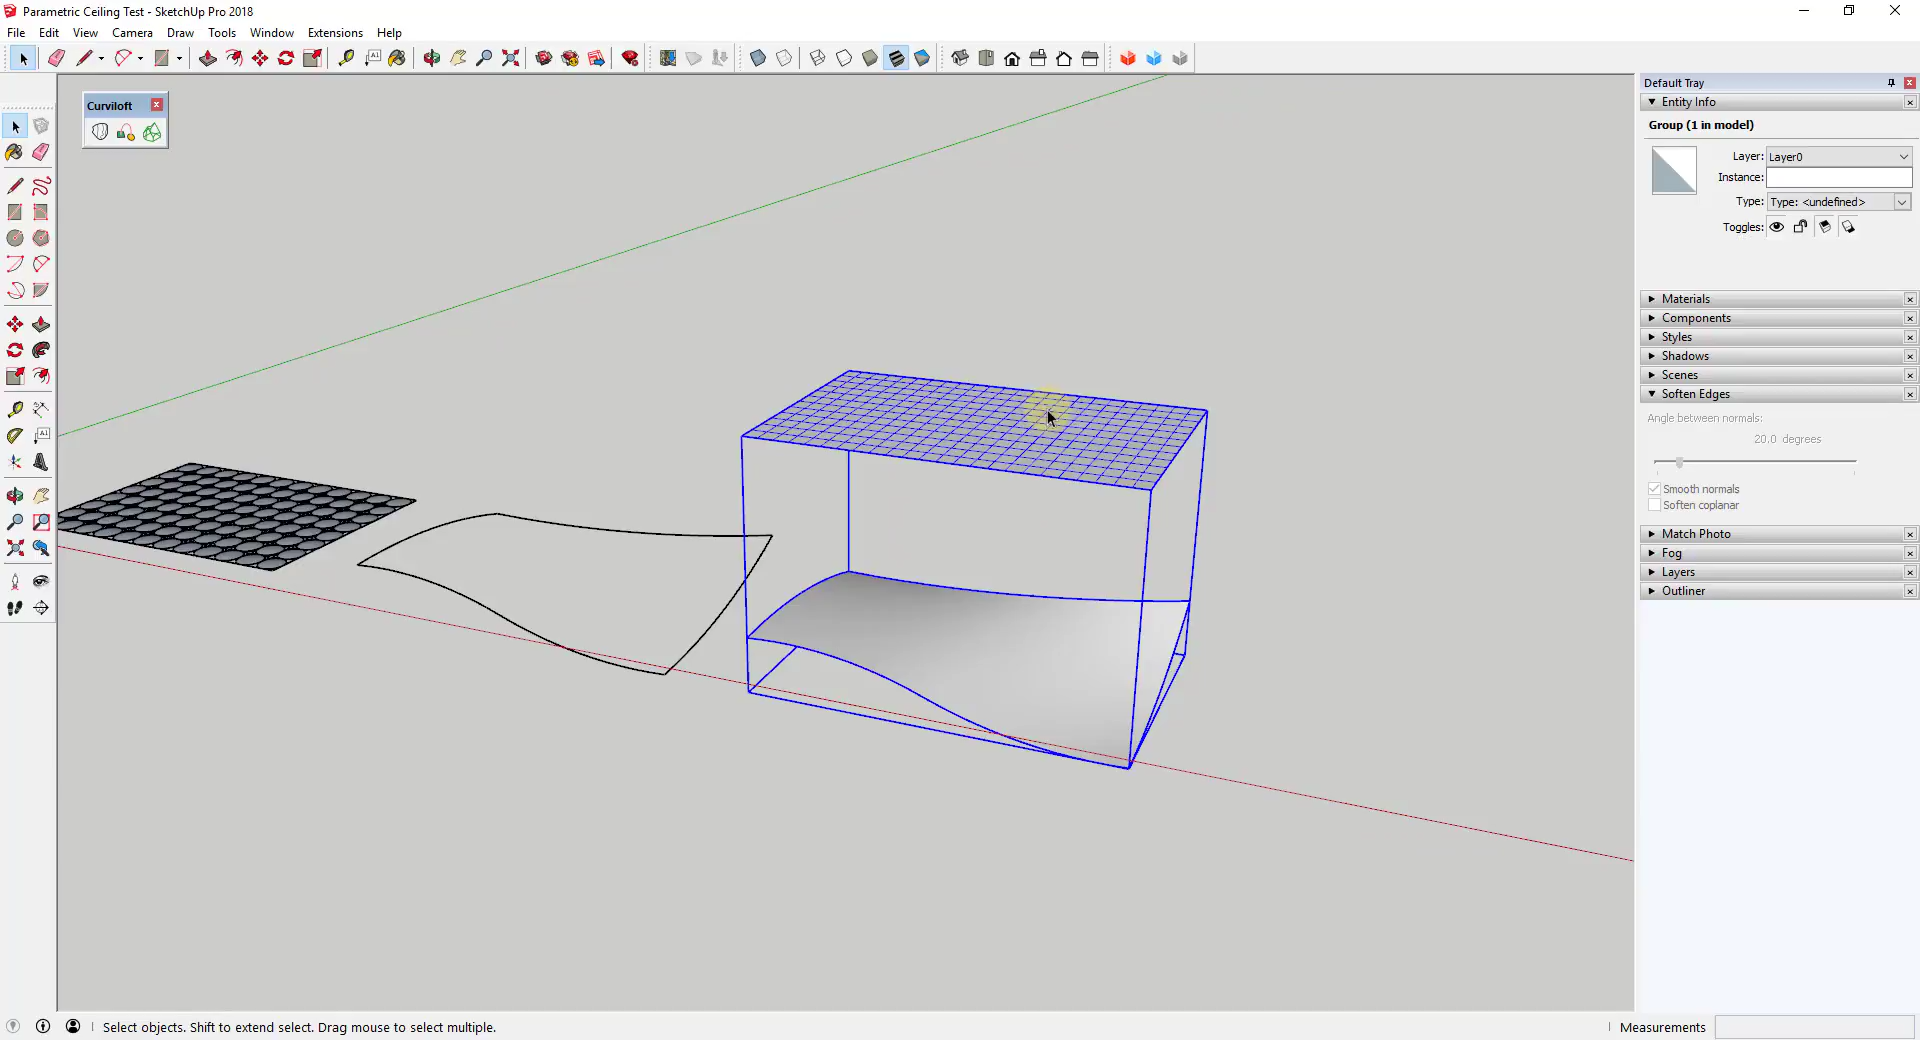 Parametric Ceiling Test - SketchUp Pro 2018
File Edit View Camera Draw Tools Window Extensions Help
Curviloft
Default Tray
Entity Info
Group (1 in model)
Layer: Layer0
Instance:
Type: Type: <undefined>
Toggles:
Materials
Components
Styles
Shadows
Scenes
Soften Edges
Angle between normals:
20.0 degrees
Smooth normals
Soften coplanar
Match Photo
Fog
Layers
Outliner
Select objects. Shift to extend select. Drag mouse to select multiple.
Measurements